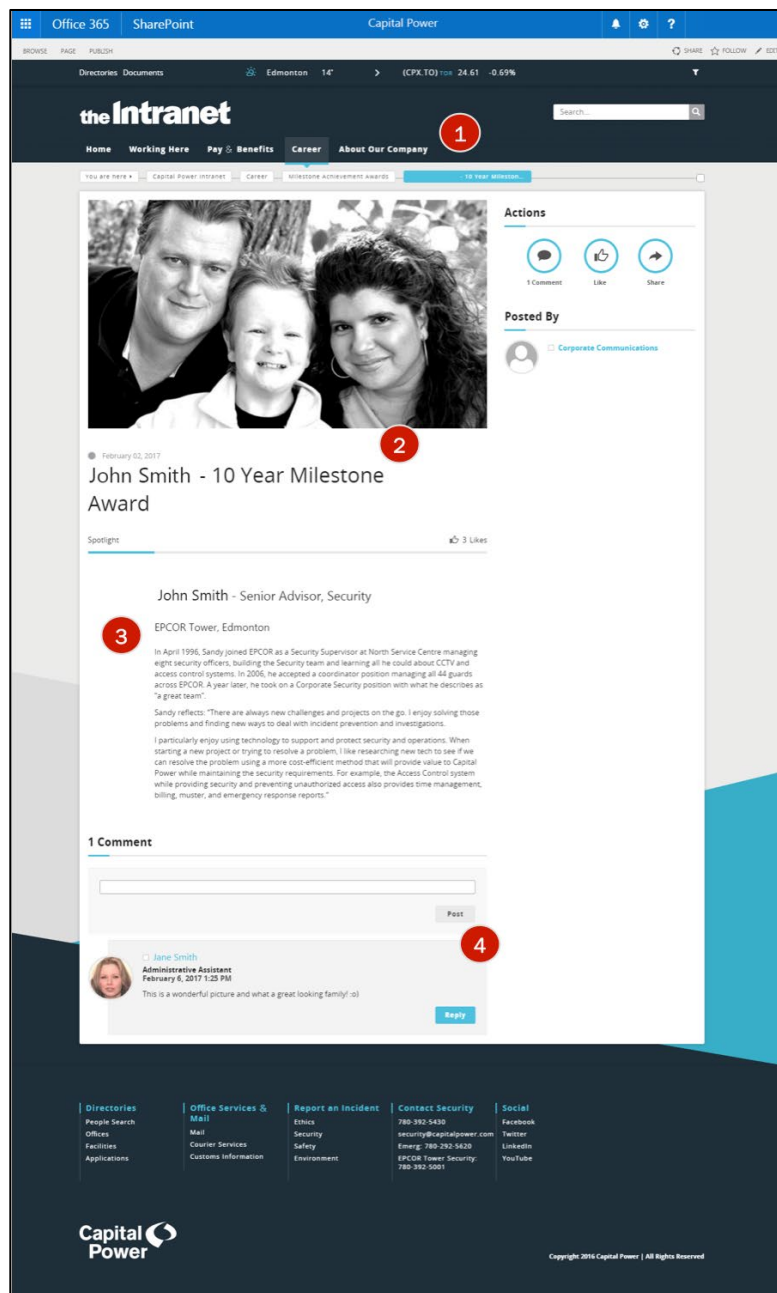 Office 365 SharePoint Capital Power ?
BROWSE PAGE PUBLISH SHARE FOLLOW EDIT
Directories Documents Edmonton 14° > (CPX.TO) TOR 24.61 -0.69%
the Intranet
Search...
1
Home Working Here Pay & Benefits Career About Our Company
You are here Capital Power Intranet Career Milestone Achievement Awards - 10 Year Mileston...
Actions
1 Comment Like Share
Posted By
Corporate Communications
2
February 02, 2017
John Smith - 10 Year Milestone
Award
Spotlight 3 Likes
John Smith - Senior Advisor, Security
3
EPCOR Tower, Edmonton
In April 1996, Sandy joined EPCOR as a Security Supervisor at North Service Centre managing
eight security officers, building the Security team and learning all he could about CCTV and
access control systems. In 2006, he accepted a coordinator position managing all 44 guards
across EPCOR. A year later, he took on a Corporate Security position with what he describes as
"a great team".
Sandy reflects: "There are always new challenges and projects on the go. I enjoy solving those
problems and finding new ways to deal with incident prevention and investigations.
I particularly enjoy using technology to support and protect security and operations. When
starting a new project or trying to resolve a problem, I like researching new tech to see if we
can resolve the problem using a more cost-efficient method that will provide value to Capital
Power while maintaining the security requirements. For example, the Access Control system
while providing security and preventing unauthorized access also provides time management,
billing, muster, and emergency response reports."
1 Comment
Post
4
Jane Smith
Administrative Assistant
February 6, 2017 1:25 PM
This is a wonderful picture and what a great looking family! :o)
Reply
Directories
People Search
Offices
Facilities
Applications
Office Services &
Mail
Mail
Courier Services
Customs Information
Report an Incident
Ethics
Security
Safety
Environment
Contact Security
780-392-5430
security@capitalpower.com
Emerg: 780-292-5620
EPCOR Tower Security:
780-392-5001
Social
Facebook
Twitter
LinkedIn
YouTube
Capital
Power
Copyright 2016 Capital Power | All Rights Reserved